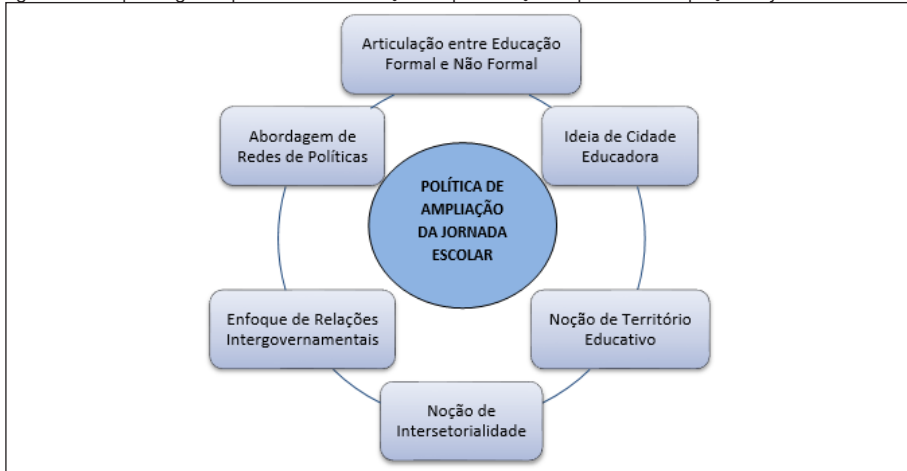 Articulação entre Educação
Formal e Não Formal
Abordagem de
Redes de Políticas
Ideia de Cidade
Educadora
POLÍTICA DE
AMPLIAÇÃO
DA JORNADA
ESCOLAR
Enfoque de Relações
Intergovernamentais
Noção de Território
Educativo
Noção de
Intersetorialidade